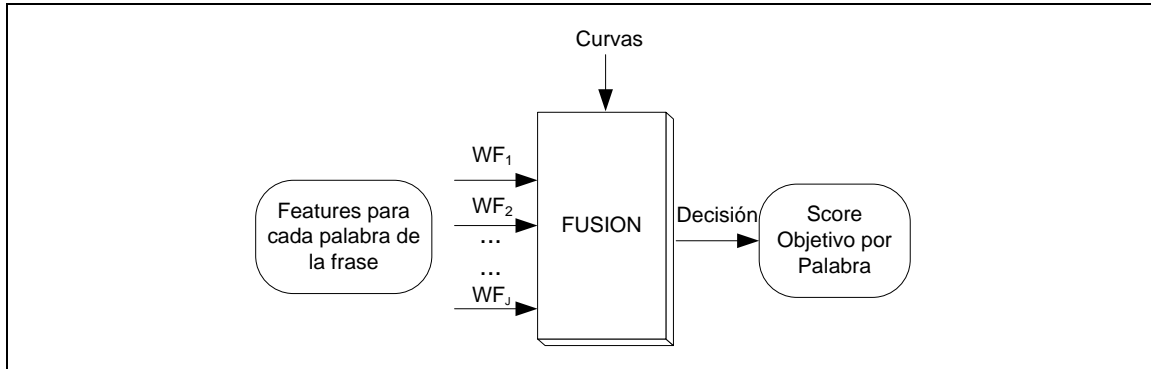 Curvas
Features para
cada palabra de
la frase
WF₁
WF₂
...
...
WFⱼ
FUSION
Decisión
Score
Objetivo por
Palabra